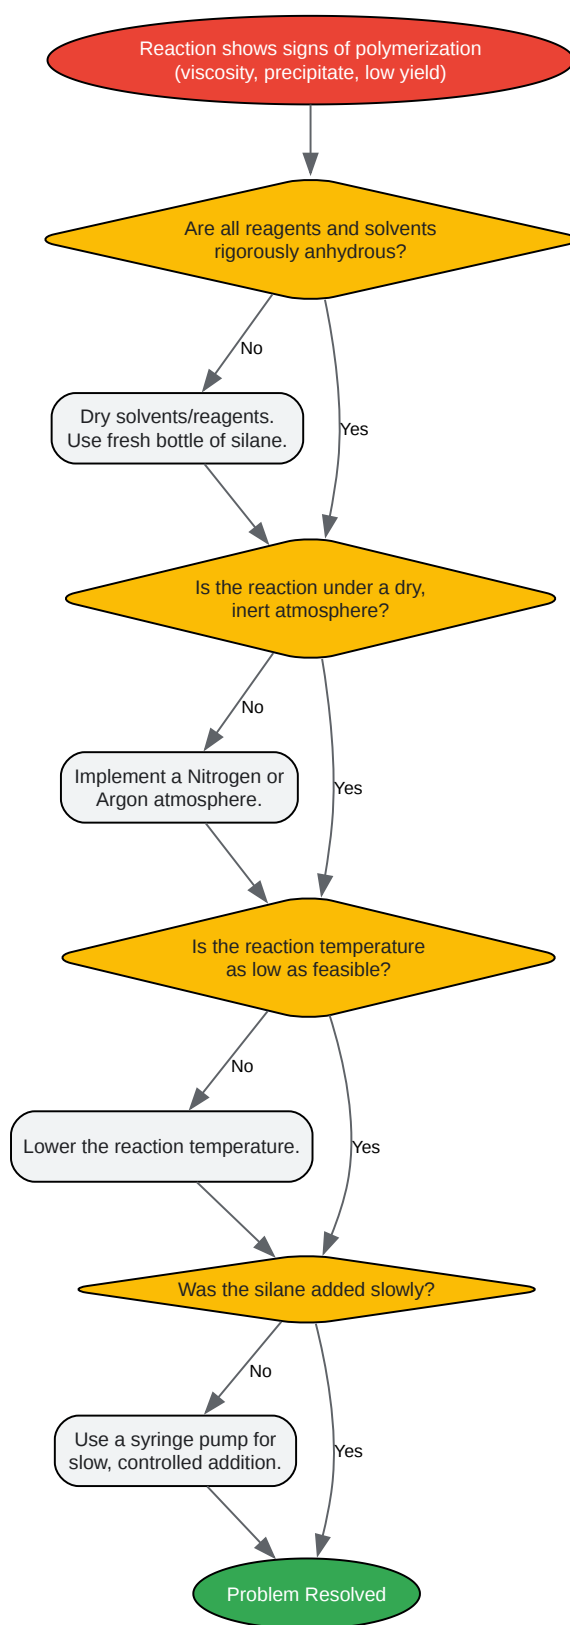 Reaction shows signs of polymerization
(viscosity, precipitate, low yield)
Are all reagents and solvents
rigorously anhydrous?
No
Yes
Dry solvents/reagents.
Use fresh bottle of silane.
Is the reaction under a dry,
inert atmosphere?
No
Yes
Implement a Nitrogen or
Argon atmosphere.
Is the reaction temperature
as low as feasible?
No
Yes
Lower the reaction temperature.
Was the silane added slowly?
No
Yes
Use a syringe pump for
slow, controlled addition.
Problem Resolved